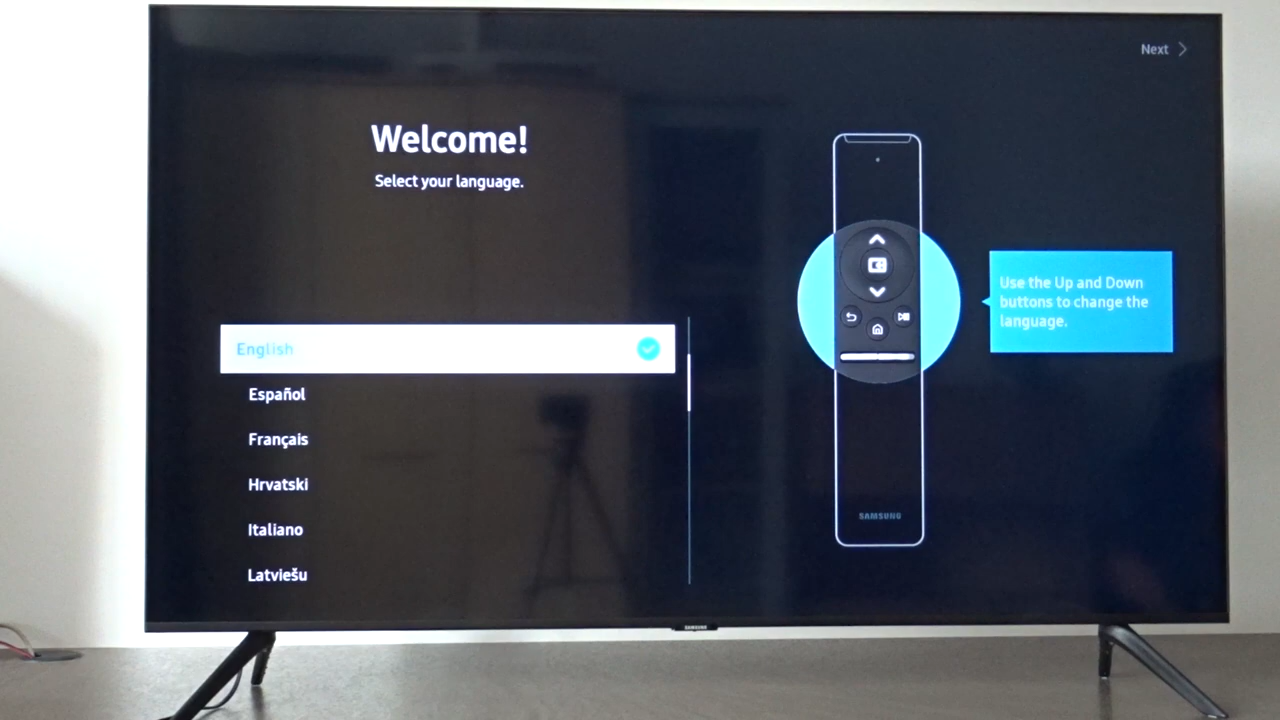 Next
Welcome!
Select your language.
English
Español
Français
Hrvatski
Italiano
Latviešu
Use the Up and Down
buttons to change the
language.
SAMSUNG
SAMSUNG